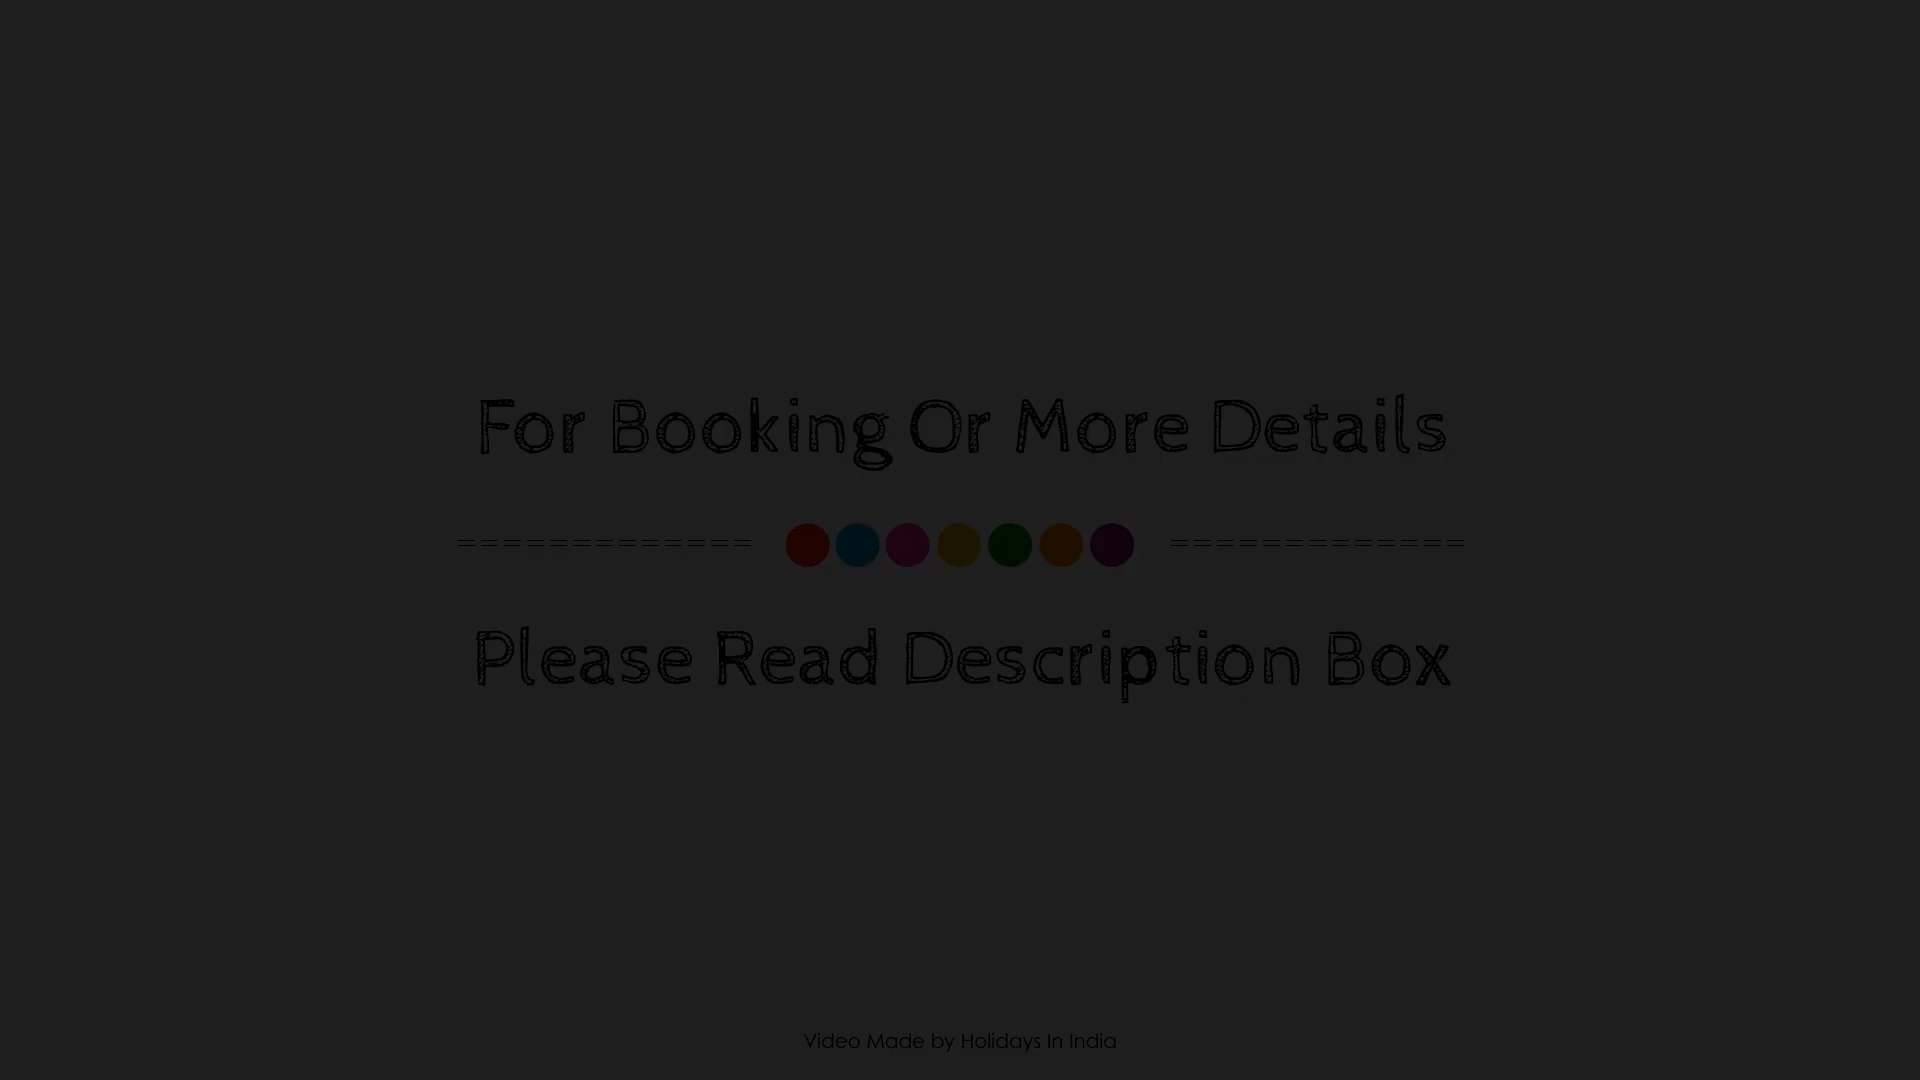 For Booking Or More Details
============= =============
Please Read Description Box
Video Made by Holidays In India